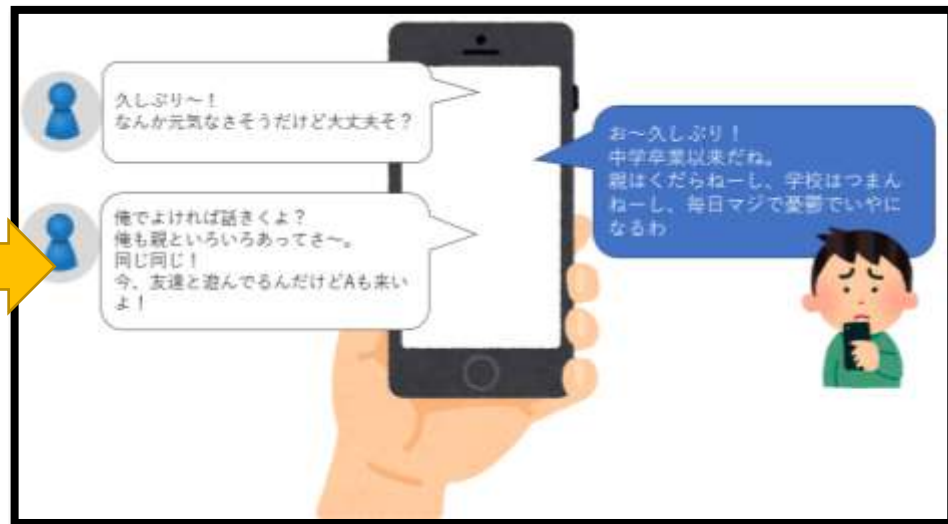 久しぶり〜！
なんか元気なさそうだけど大丈夫そ？
お〜久しぶり！
中学卒業以来だね。
親はくだらねーし、学校はつまん
ねーし、毎日マジで憂鬱でいやに
なるわ
俺でよければ話きくよ？
俺も親といろいろあってさ〜。
同じ同じ！
今、友達と遊んでるんだけどAも来い
よ！